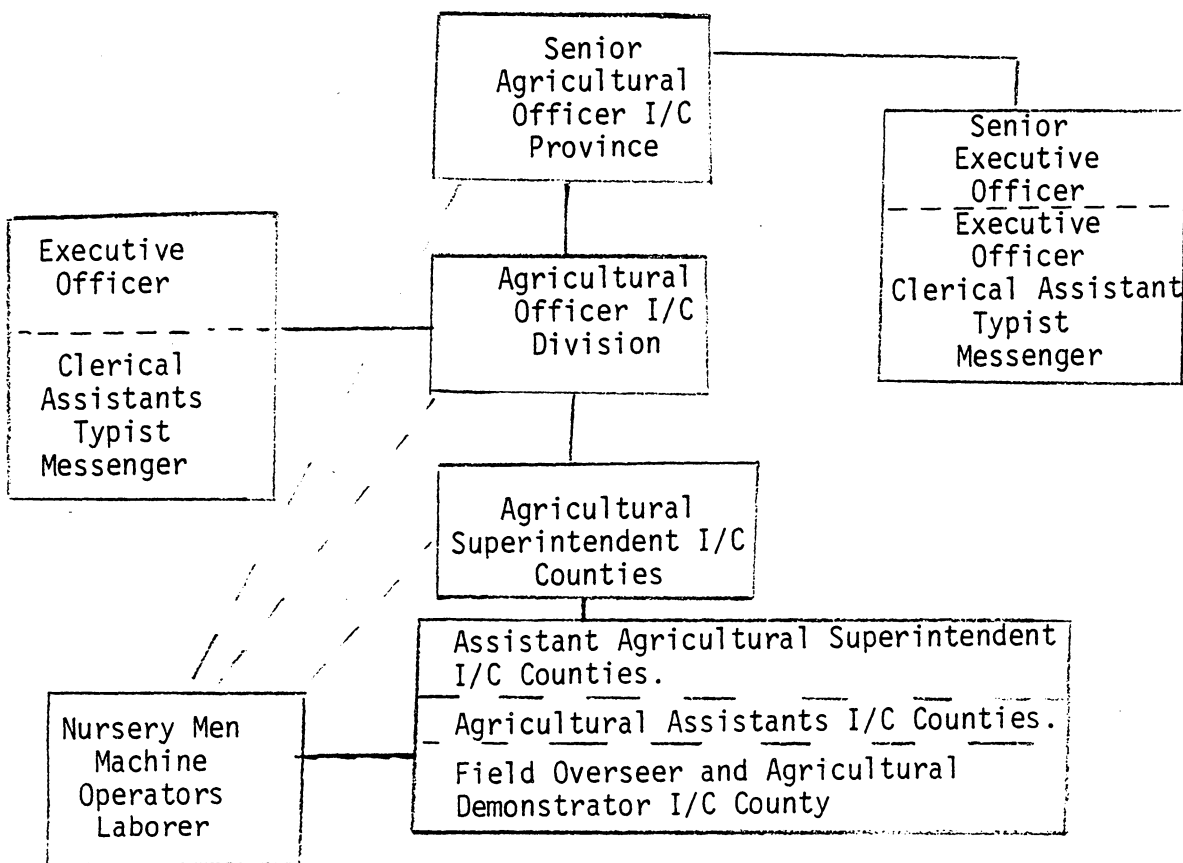 Senior
Agricultural
Officer I/C
Province
Senior
Executive
Officer
Executive
Officer
Clerical Assistant
Typist
Messenger
Executive
Officer
Clerical
Assistants
Typist
Messenger
Agricultural
Officer I/C
Division
Agricultural
Superintendent I/C
Counties
Assistant Agricultural Superintendent
I/C Counties.
Agricultural Assistants I/C Counties.
Field Overseer and Agricultural
Demonstrator I/C County
Nursery Men
Machine
Operators
Laborer